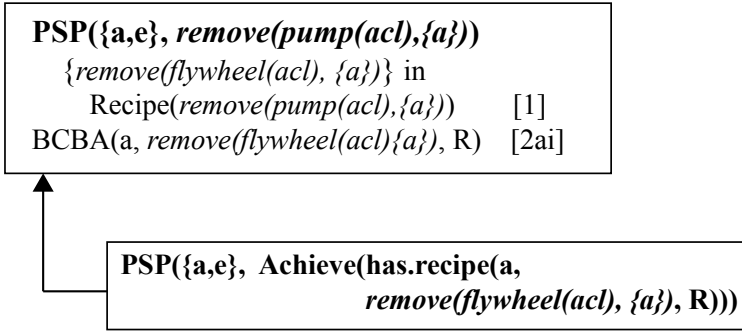 PSP({a,e}, remove(pump(acl),{a}))
{remove(flywheel(acl), {a})} in
Recipe(remove(pump(acl),{a})) [1]
BCBA(a, remove(flywheel(acl){a}), R) [2ai]
PSP({a,e}, Achieve(has.recipe(a,
remove(flywheel(acl), {a}), R)))